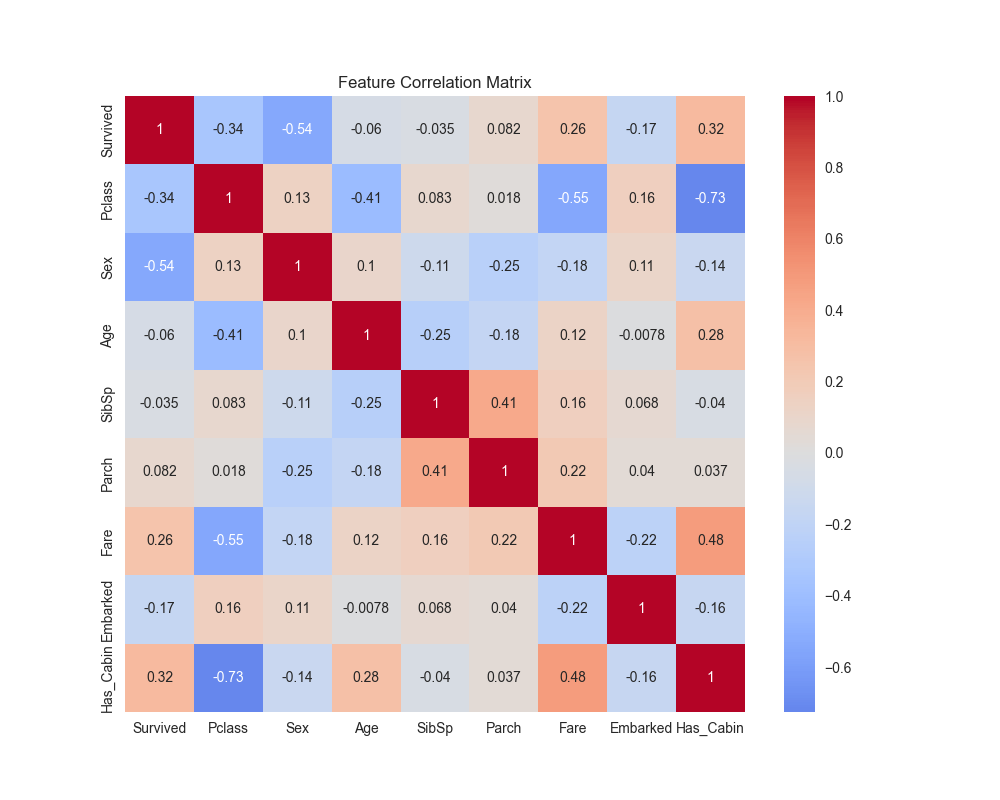 Feature Correlation Matrix
Survived 1 -0.34 -0.54 -0.06 -0.035 0.082 0.26 -0.17 0.32
Pclass -0.34 1 0.13 -0.41 0.083 0.018 -0.55 0.16 -0.73
Sex -0.54 0.13 1 0.1 -0.11 -0.25 -0.18 0.11 -0.14
Age -0.06 -0.41 0.1 1 -0.25 -0.18 0.12 -0.0078 0.28
SibSp -0.035 0.083 -0.11 -0.25 1 0.41 0.16 0.068 -0.04
Parch 0.082 0.018 -0.25 -0.18 0.41 1 0.22 0.04 0.037
Fare 0.26 -0.55 -0.18 0.12 0.16 0.22 1 -0.22 0.48
Embarked -0.17 0.16 0.11 -0.0078 0.068 0.04 -0.22 1 -0.16
Has_Cabin 0.32 -0.73 -0.14 0.28 -0.04 0.037 0.48 -0.16 1
Survived Pclass Sex Age SibSp Parch Fare Embarked Has_Cabin
1.0
0.8
0.6
0.4
0.2
0.0
−0.2
−0.4
−0.6